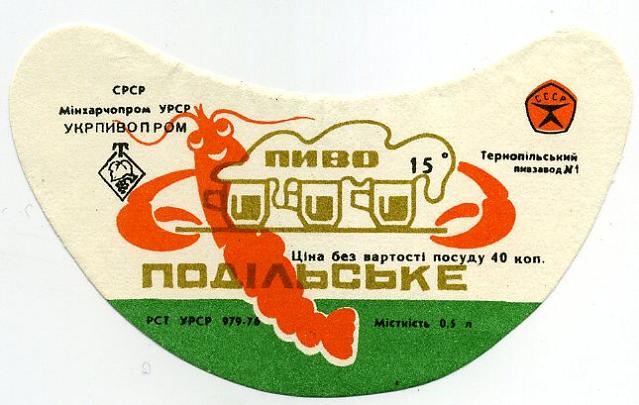 СРСР
Мінхарчопром УРСР
УКРПИВОПРОМ
СССР
ПИВО
15°
Тернопільський
пивзавод №1
Ціна без вартості посуду 40 коп.
ПОДІЛЬСЬКЕ
РСТ УРСР 979-76
Місткість 0,5 л